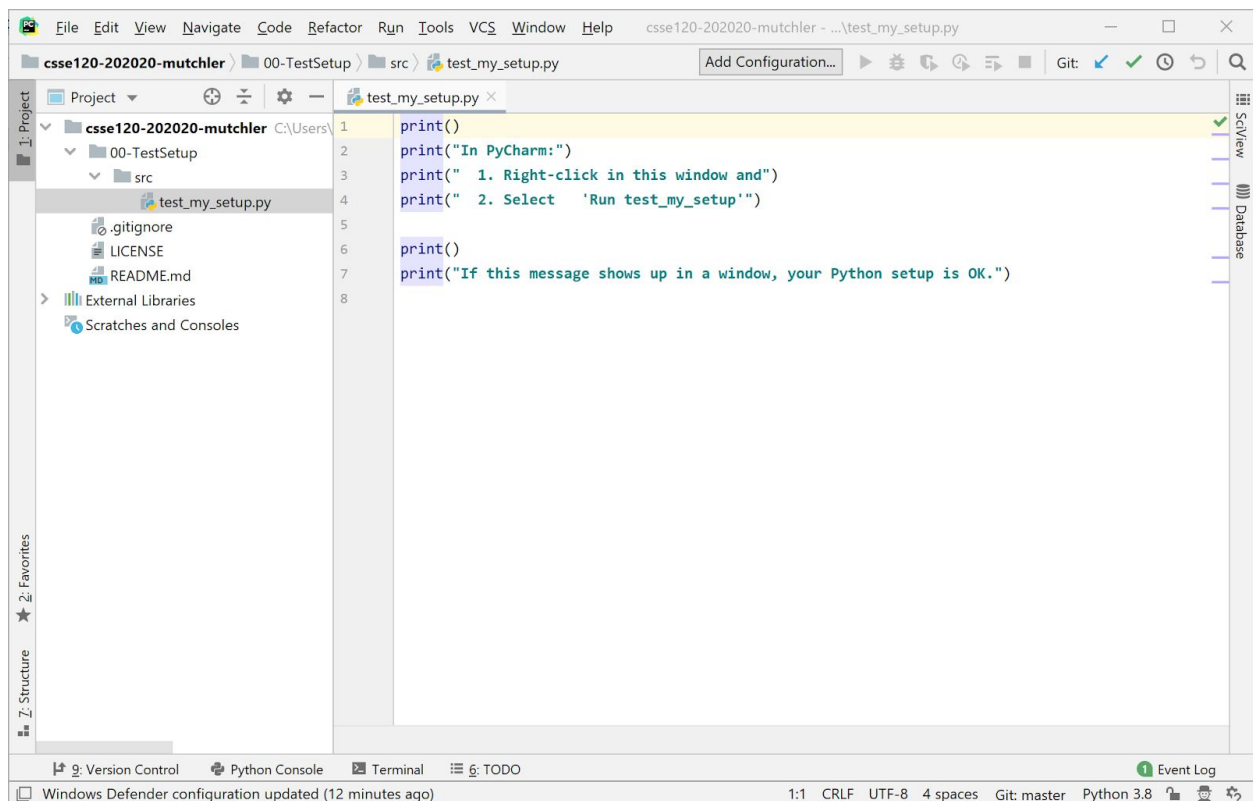 PC File Edit View Navigate Code Refactor Run Tools VCS Window Help csse120-202020-mutchler - ...\test_my_setup.py
csse120-202020-mutchler 00-TestSetup src test_my_setup.py Add Configuration... Git:
1: Project
Project
csse120-202020-mutchler C:\Users\
00-TestSetup
src
test_my_setup.py
.gitignore
LICENSE
MD README.md
External Libraries
Scratches and Consoles
2: Favorites
7: Structure
test_my_setup.py
1 print()
2 print("In PyCharm:")
3 print("  1. Right-click in this window and")
4 print("  2. Select   'Run test_my_setup'")
5
6 print()
7 print("If this message shows up in a window, your Python setup is OK.")
8
SciView
Database
9: Version Control Python Console Terminal 6: TODO 1 Event Log
Windows Defender configuration updated (12 minutes ago) 1:1 CRLF UTF-8 4 spaces Git: master Python 3.8